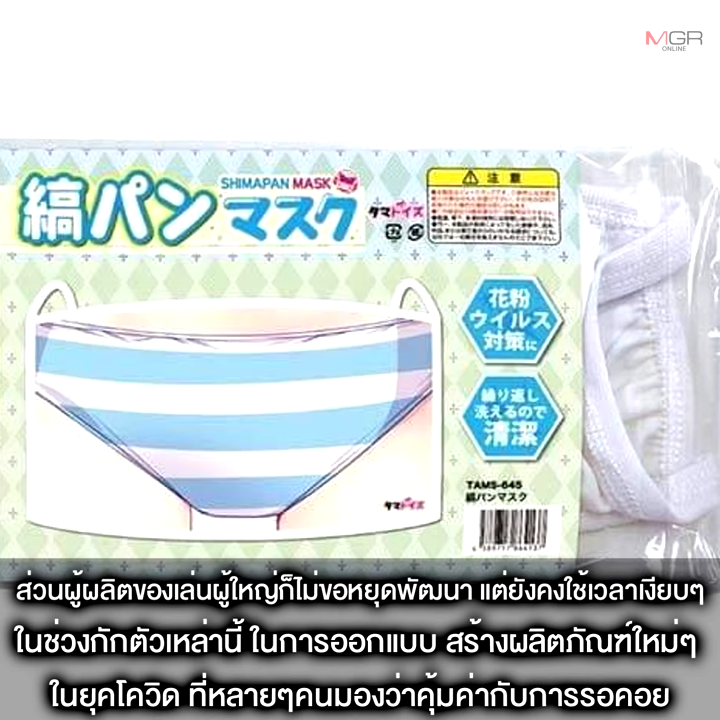 MGR
ONLINE
縞パン
SHIMAPAN MASK
マスク
タマトイズ
注意
花粉
ウイルス
対策に
繰り返し
洗えるので
清潔
TAMS-645
縞パンマスク
タマトイズ
ส่วนผู้ผลิตของเล่นผู้ใหญ่ก็ไม่ขอหยุดพัฒนา แต่ยังคงใช้เวลาเงียบๆ
ในช่วงกักตัวเหล่านี้ ในการออกแบบ สร้างผลิตภัณฑ์ใหม่ๆ
ในยุคโควิด ที่หลายๆคนมองว่าคุ้มค่ากับการรอคอย